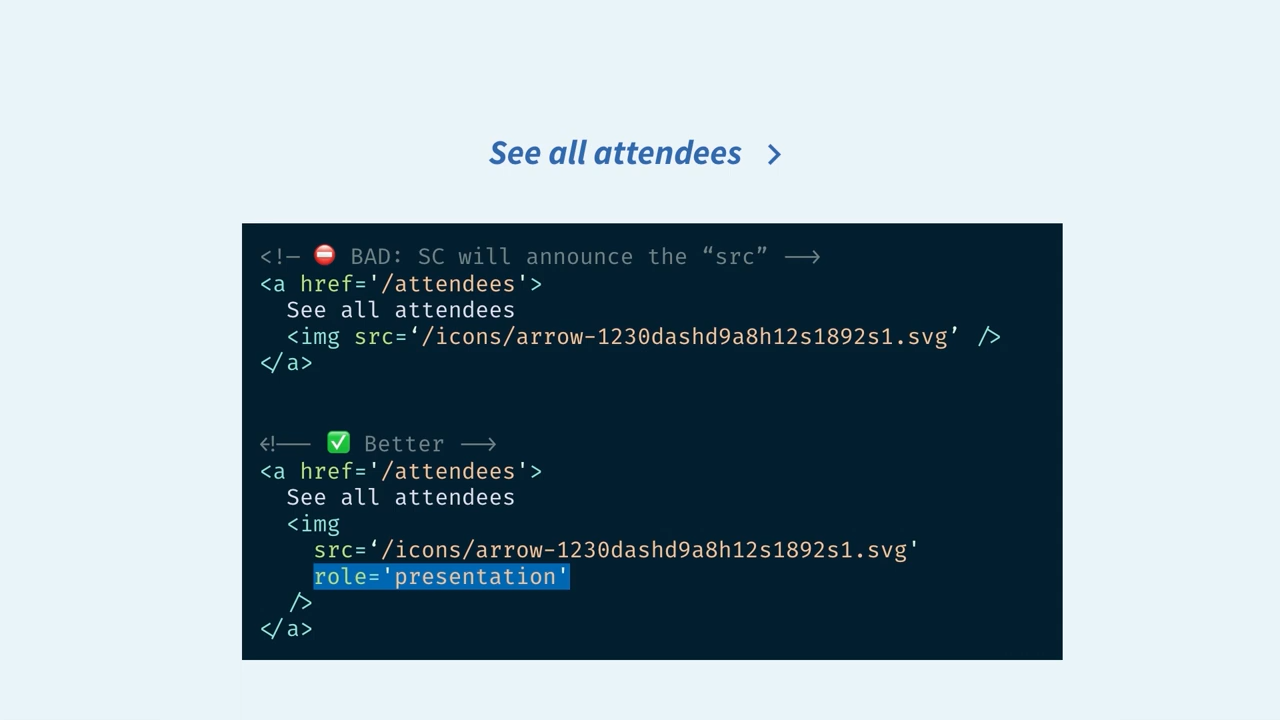 See all attendees >
<!— ⛔ BAD: SC will announce the “src” -->
<a href='/attendees'>
  See all attendees
  <img src=‘/icons/arrow-1230dashd9a8h12s1892s1.svg’ />
</a>
<!-- ✅ Better -->
<a href='/attendees'>
  See all attendees
  <img
    src=‘/icons/arrow-1230dashd9a8h12s1892s1.svg'
    role='presentation'
  />
</a>